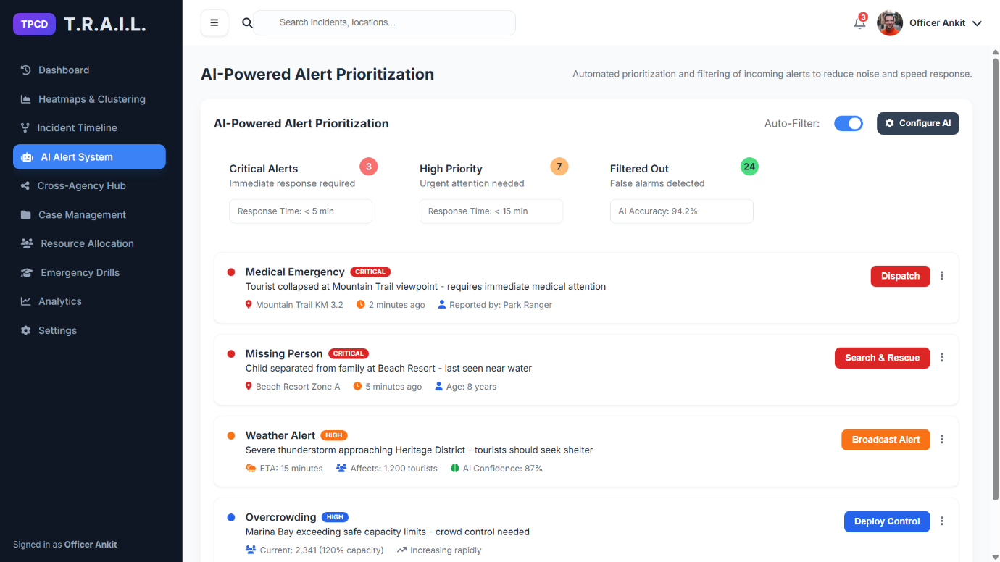 TPCD T.R.A.I.L.
Dashboard
Heatmaps & Clustering
Incident Timeline
AI Alert System
Cross-Agency Hub
Case Management
Resource Allocation
Emergency Drills
Analytics
Settings
Signed in as Officer Ankit
Search incidents, locations...
3
Officer Ankit
AI-Powered Alert Prioritization
Automated prioritization and filtering of incoming alerts to reduce noise and speed response.
AI-Powered Alert Prioritization
Auto-Filter:
Configure AI
Critical Alerts 3
Immediate response required
Response Time: < 5 min
High Priority 7
Urgent attention needed
Response Time: < 15 min
Filtered Out 24
False alarms detected
AI Accuracy: 94.2%
Medical Emergency CRITICAL
Tourist collapsed at Mountain Trail viewpoint - requires immediate medical attention
Mountain Trail KM 3.2 2 minutes ago Reported by: Park Ranger
Dispatch
Missing Person CRITICAL
Child separated from family at Beach Resort - last seen near water
Beach Resort Zone A 5 minutes ago Age: 8 years
Search & Rescue
Weather Alert HIGH
Severe thunderstorm approaching Heritage District - tourists should seek shelter
ETA: 15 minutes Affects: 1,200 tourists AI Confidence: 87%
Broadcast Alert
Overcrowding HIGH
Marina Bay exceeding safe capacity limits - crowd control needed
Current: 2,341 (120% capacity) Increasing rapidly
Deploy Control